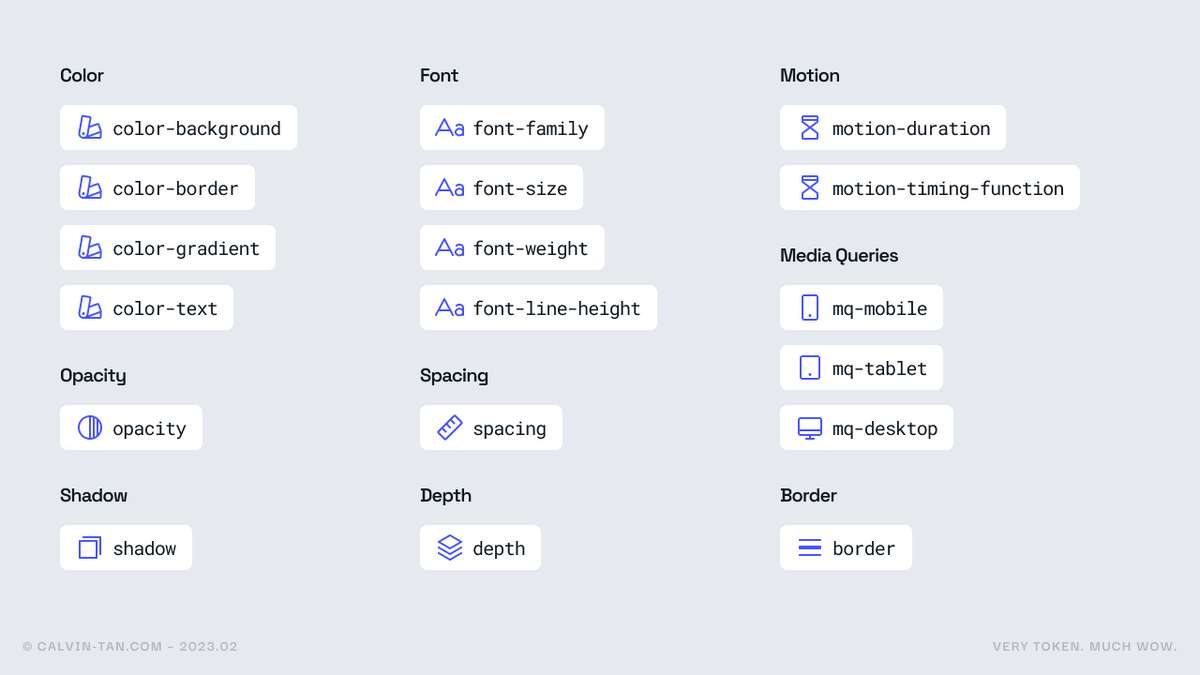 Color
color-background
color-border
color-gradient
color-text
Opacity
opacity
Shadow
shadow
Font
Aa font-family
Aa font-size
Aa font-weight
Aa font-line-height
Spacing
spacing
Depth
depth
Motion
motion-duration
motion-timing-function
Media Queries
mq-mobile
mq-tablet
mq-desktop
Border
border
© CALVIN-TAN.COM – 2023.02
VERY TOKEN. MUCH WOW.